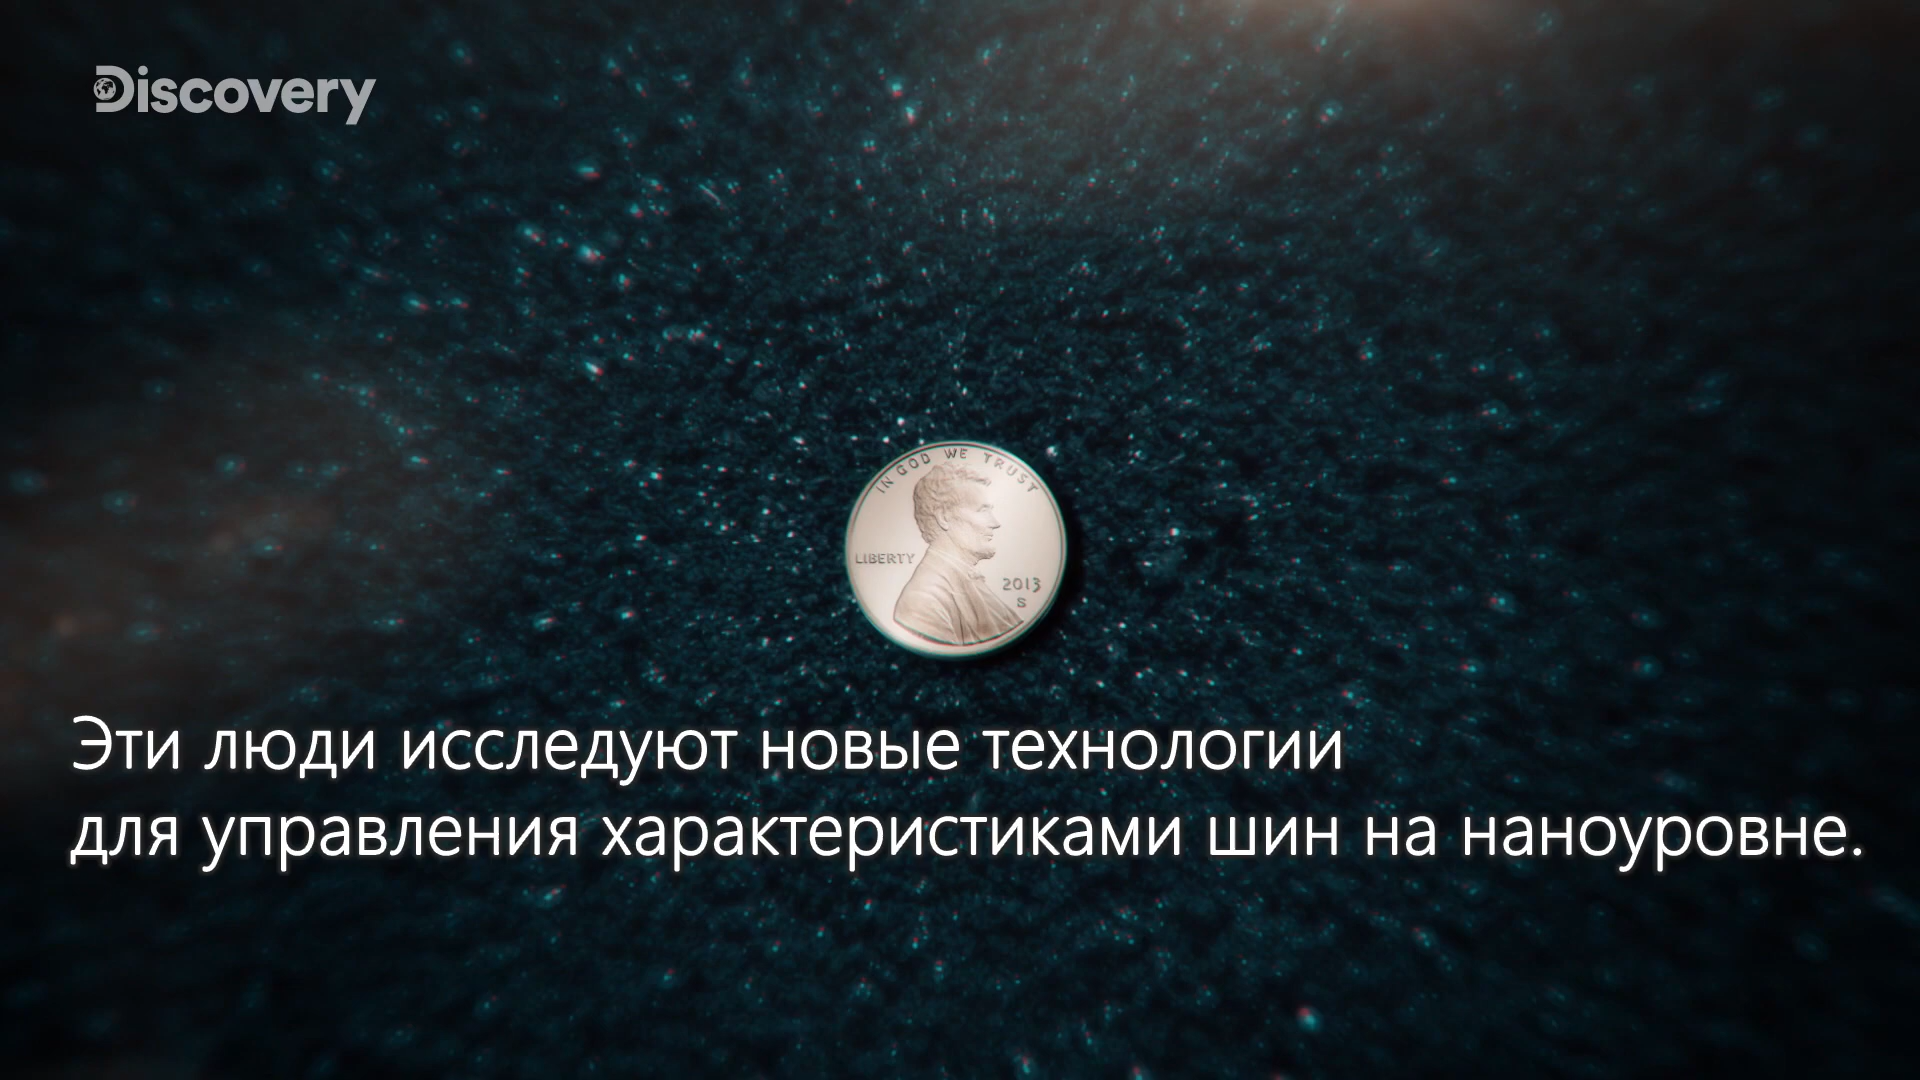 Discovery
IN GOD WE TRUST
LIBERTY
2013
S
Эти люди исследуют новые технологии
для управления характеристиками шин на наноуровне.